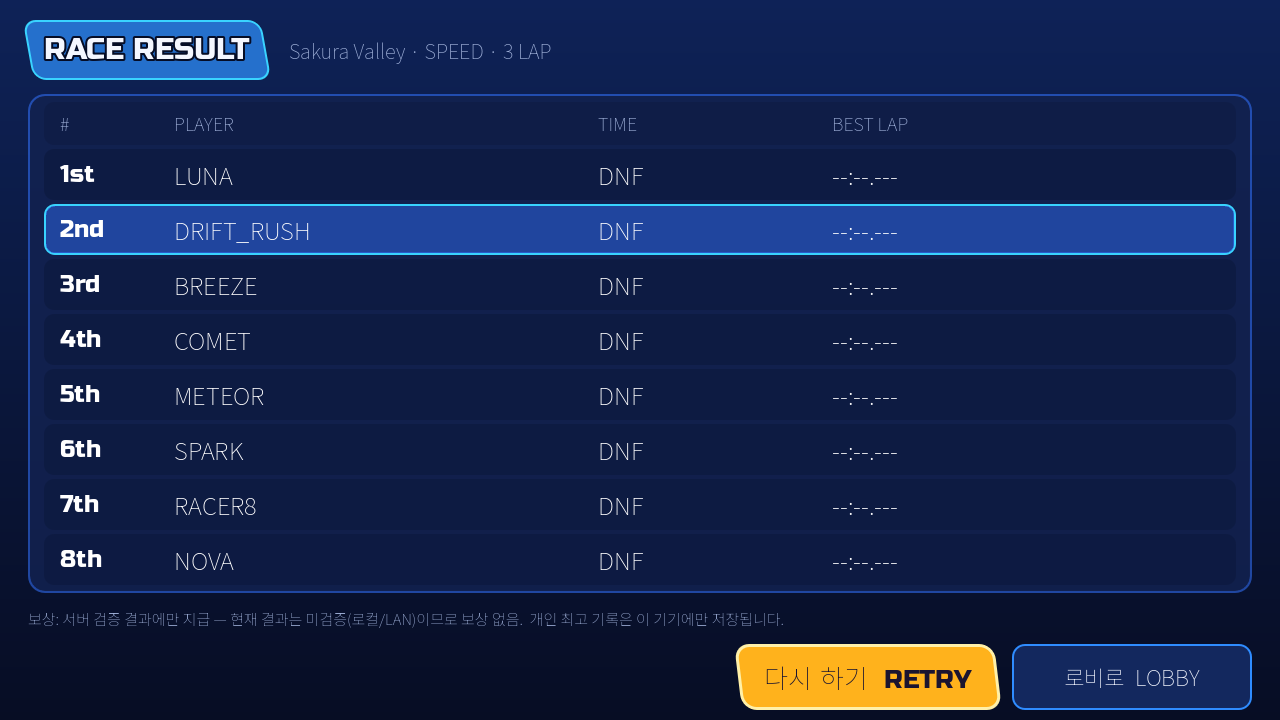 RACE RESULT
Sakura Valley · SPEED · 3 LAP
# PLAYER TIME BEST LAP
1st LUNA DNF --:--.---
2nd DRIFT_RUSH DNF --:--.---
3rd BREEZE DNF --:--.---
4th COMET DNF --:--.---
5th METEOR DNF --:--.---
6th SPARK DNF --:--.---
7th RACER8 DNF --:--.---
8th NOVA DNF --:--.---
보상: 서버 검증 결과에만 지급 — 현재 결과는 미검증(로컬/LAN)이므로 보상 없음. 개인 최고 기록은 이 기기에만 저장됩니다.
다시 하기 RETRY
로비로 LOBBY